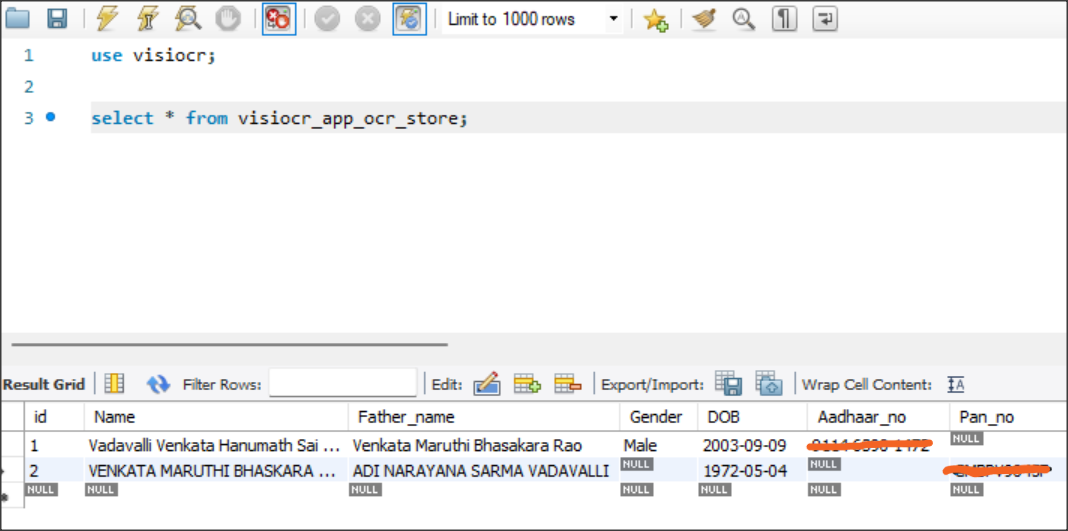 Limit to 1000 rows
1 use visiocr;
2
3 select * from visiocr_app_ocr_store;
Result Grid Filter Rows: Edit: Export/Import: Wrap Cell Content: IA
id Name Father_name Gender DOB Aadhaar_no Pan_no
1 Vadavalli Venkata Hanumath Sai ... Venkata Maruthi Bhasakara Rao Male 2003-09-09 NULL
2 VENKATA MARUTHI BHASKARA ... ADI NARAYANA SARMA VADAVALLI NULL 1972-05-04 NULL
NULL NULL NULL NULL NULL NULL NULL